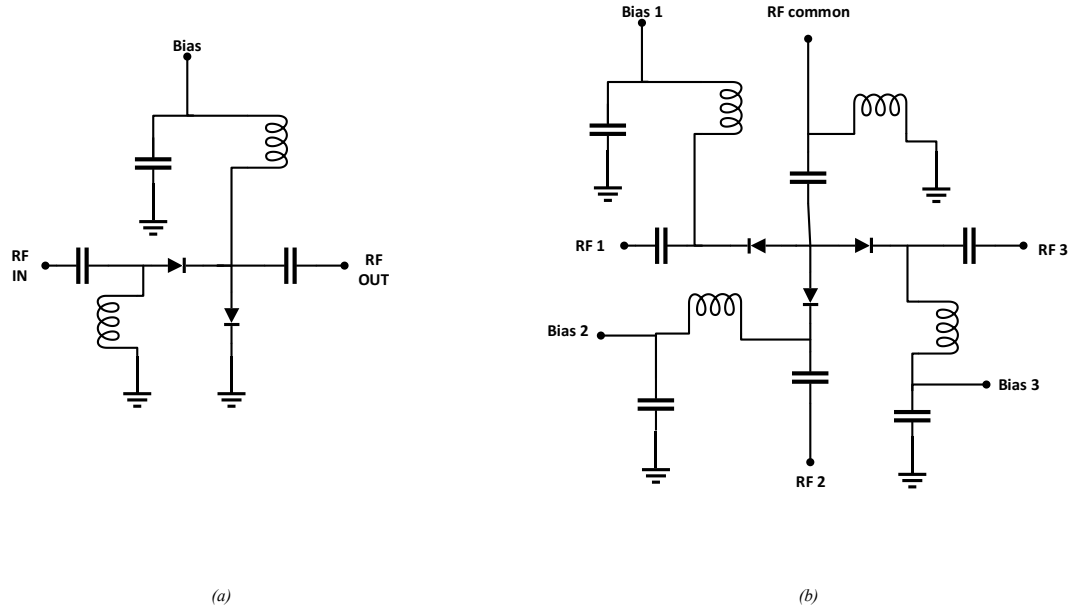 Bias
RF
IN
RF
OUT
(a)
Bias 1
RF common
RF 1
RF 3
Bias 2
Bias 3
RF 2
(b)